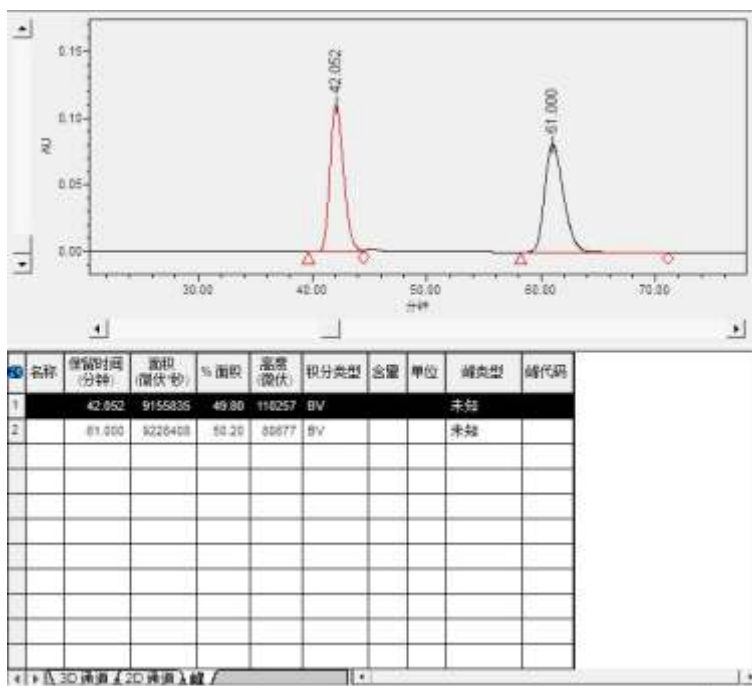 0.15
0.10
0.05
0.00
AU
42.052
61.000
30.00 40.00 50.00 60.00 70.00
分钟
名称 保留时间 (分钟) 面积 (微伏*秒) % 面积 高度 (微伏) 积分类型 含量 单位 峰类型 峰代码
1 42.052 9155835 49.80 110257 BV 未知
2 61.000 9228408 50.20 80877 BV 未知
3D 通道 2D 通道 峰